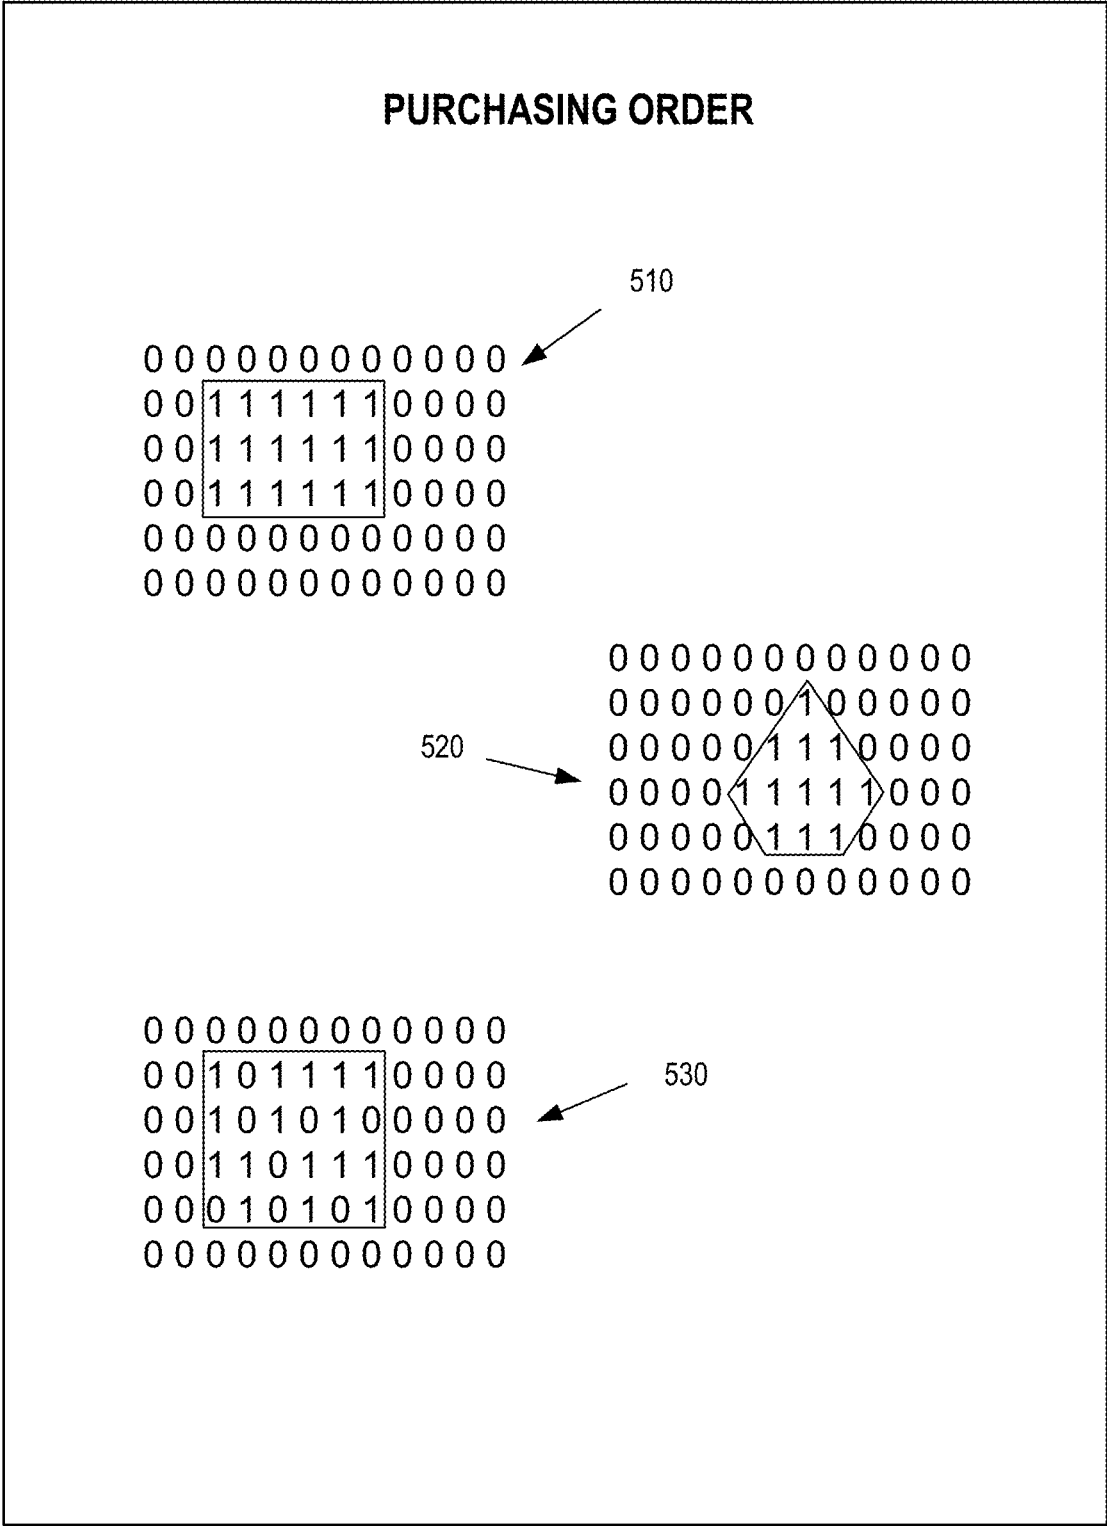 PURCHASING ORDER
510
0 0 0 0 0 0 0 0 0 0 0 0
0 0 1 1 1 1 1 1 0 0 0 0
0 0 1 1 1 1 1 1 0 0 0 0
0 0 1 1 1 1 1 1 0 0 0 0
0 0 0 0 0 0 0 0 0 0 0 0
0 0 0 0 0 0 0 0 0 0 0 0
520
0 0 0 0 0 0 0 0 0 0 0 0
0 0 0 0 0 0 1 0 0 0 0 0
0 0 0 0 0 1 1 1 0 0 0 0
0 0 0 0 1 1 1 1 1 0 0 0
0 0 0 0 0 1 1 1 0 0 0 0
0 0 0 0 0 0 0 0 0 0 0 0
530
0 0 0 0 0 0 0 0 0 0 0 0
0 0 1 0 1 1 1 1 0 0 0 0
0 0 1 0 1 0 1 0 0 0 0 0
0 0 1 1 0 1 1 1 0 0 0 0
0 0 0 1 0 1 0 1 0 0 0 0
0 0 0 0 0 0 0 0 0 0 0 0